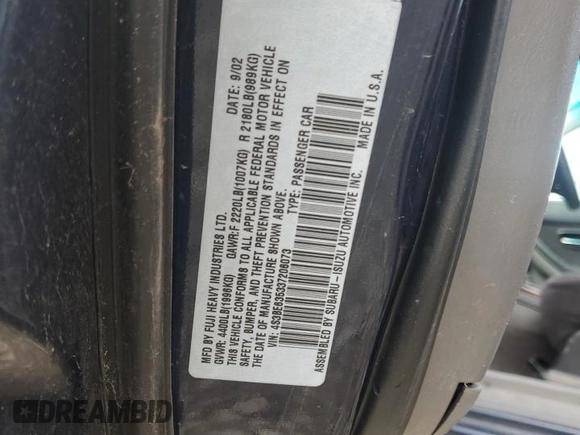 MFD BY FUJI HEAVY INDUSTRIES LTD. DATE: 9/02
GVWR: 4400LB(1996KG) GAWR:F 2220LB(1007KG) R 2180LB(989KG)
THIS VEHICLE CONFORMS TO ALL APPLICABLE FEDERAL MOTOR VEHICLE
SAFETY, BUMPER, AND THEFT PREVENTION STANDARDS IN EFFECT ON
THE DATE OF MANUFACTURE SHOWN ABOVE.
VIN: 4S3BE635337209073 TYPE: PASSENGER CAR
ASSEMBLED BY SUBARU-ISUZU AUTOMOTIVE INC. MADE IN U.S.A.
DREAMBID